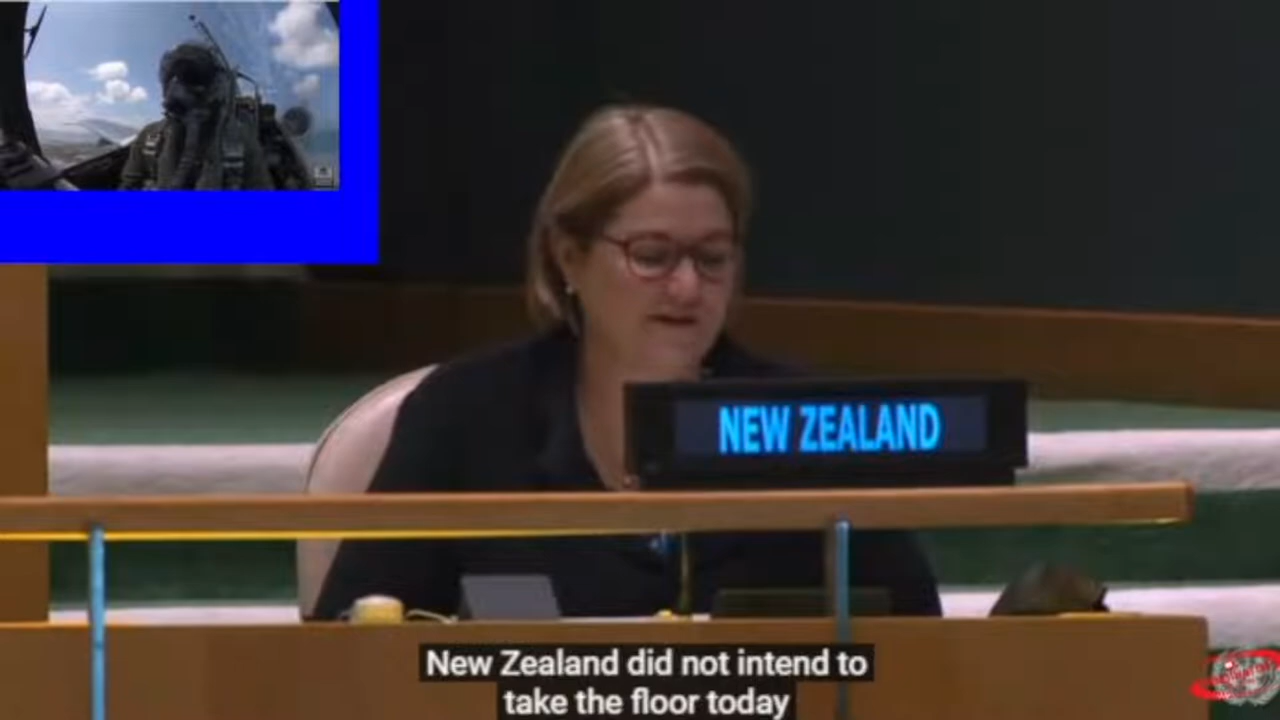 NEW ZEALAND
New Zealand did not intend to
take the floor today